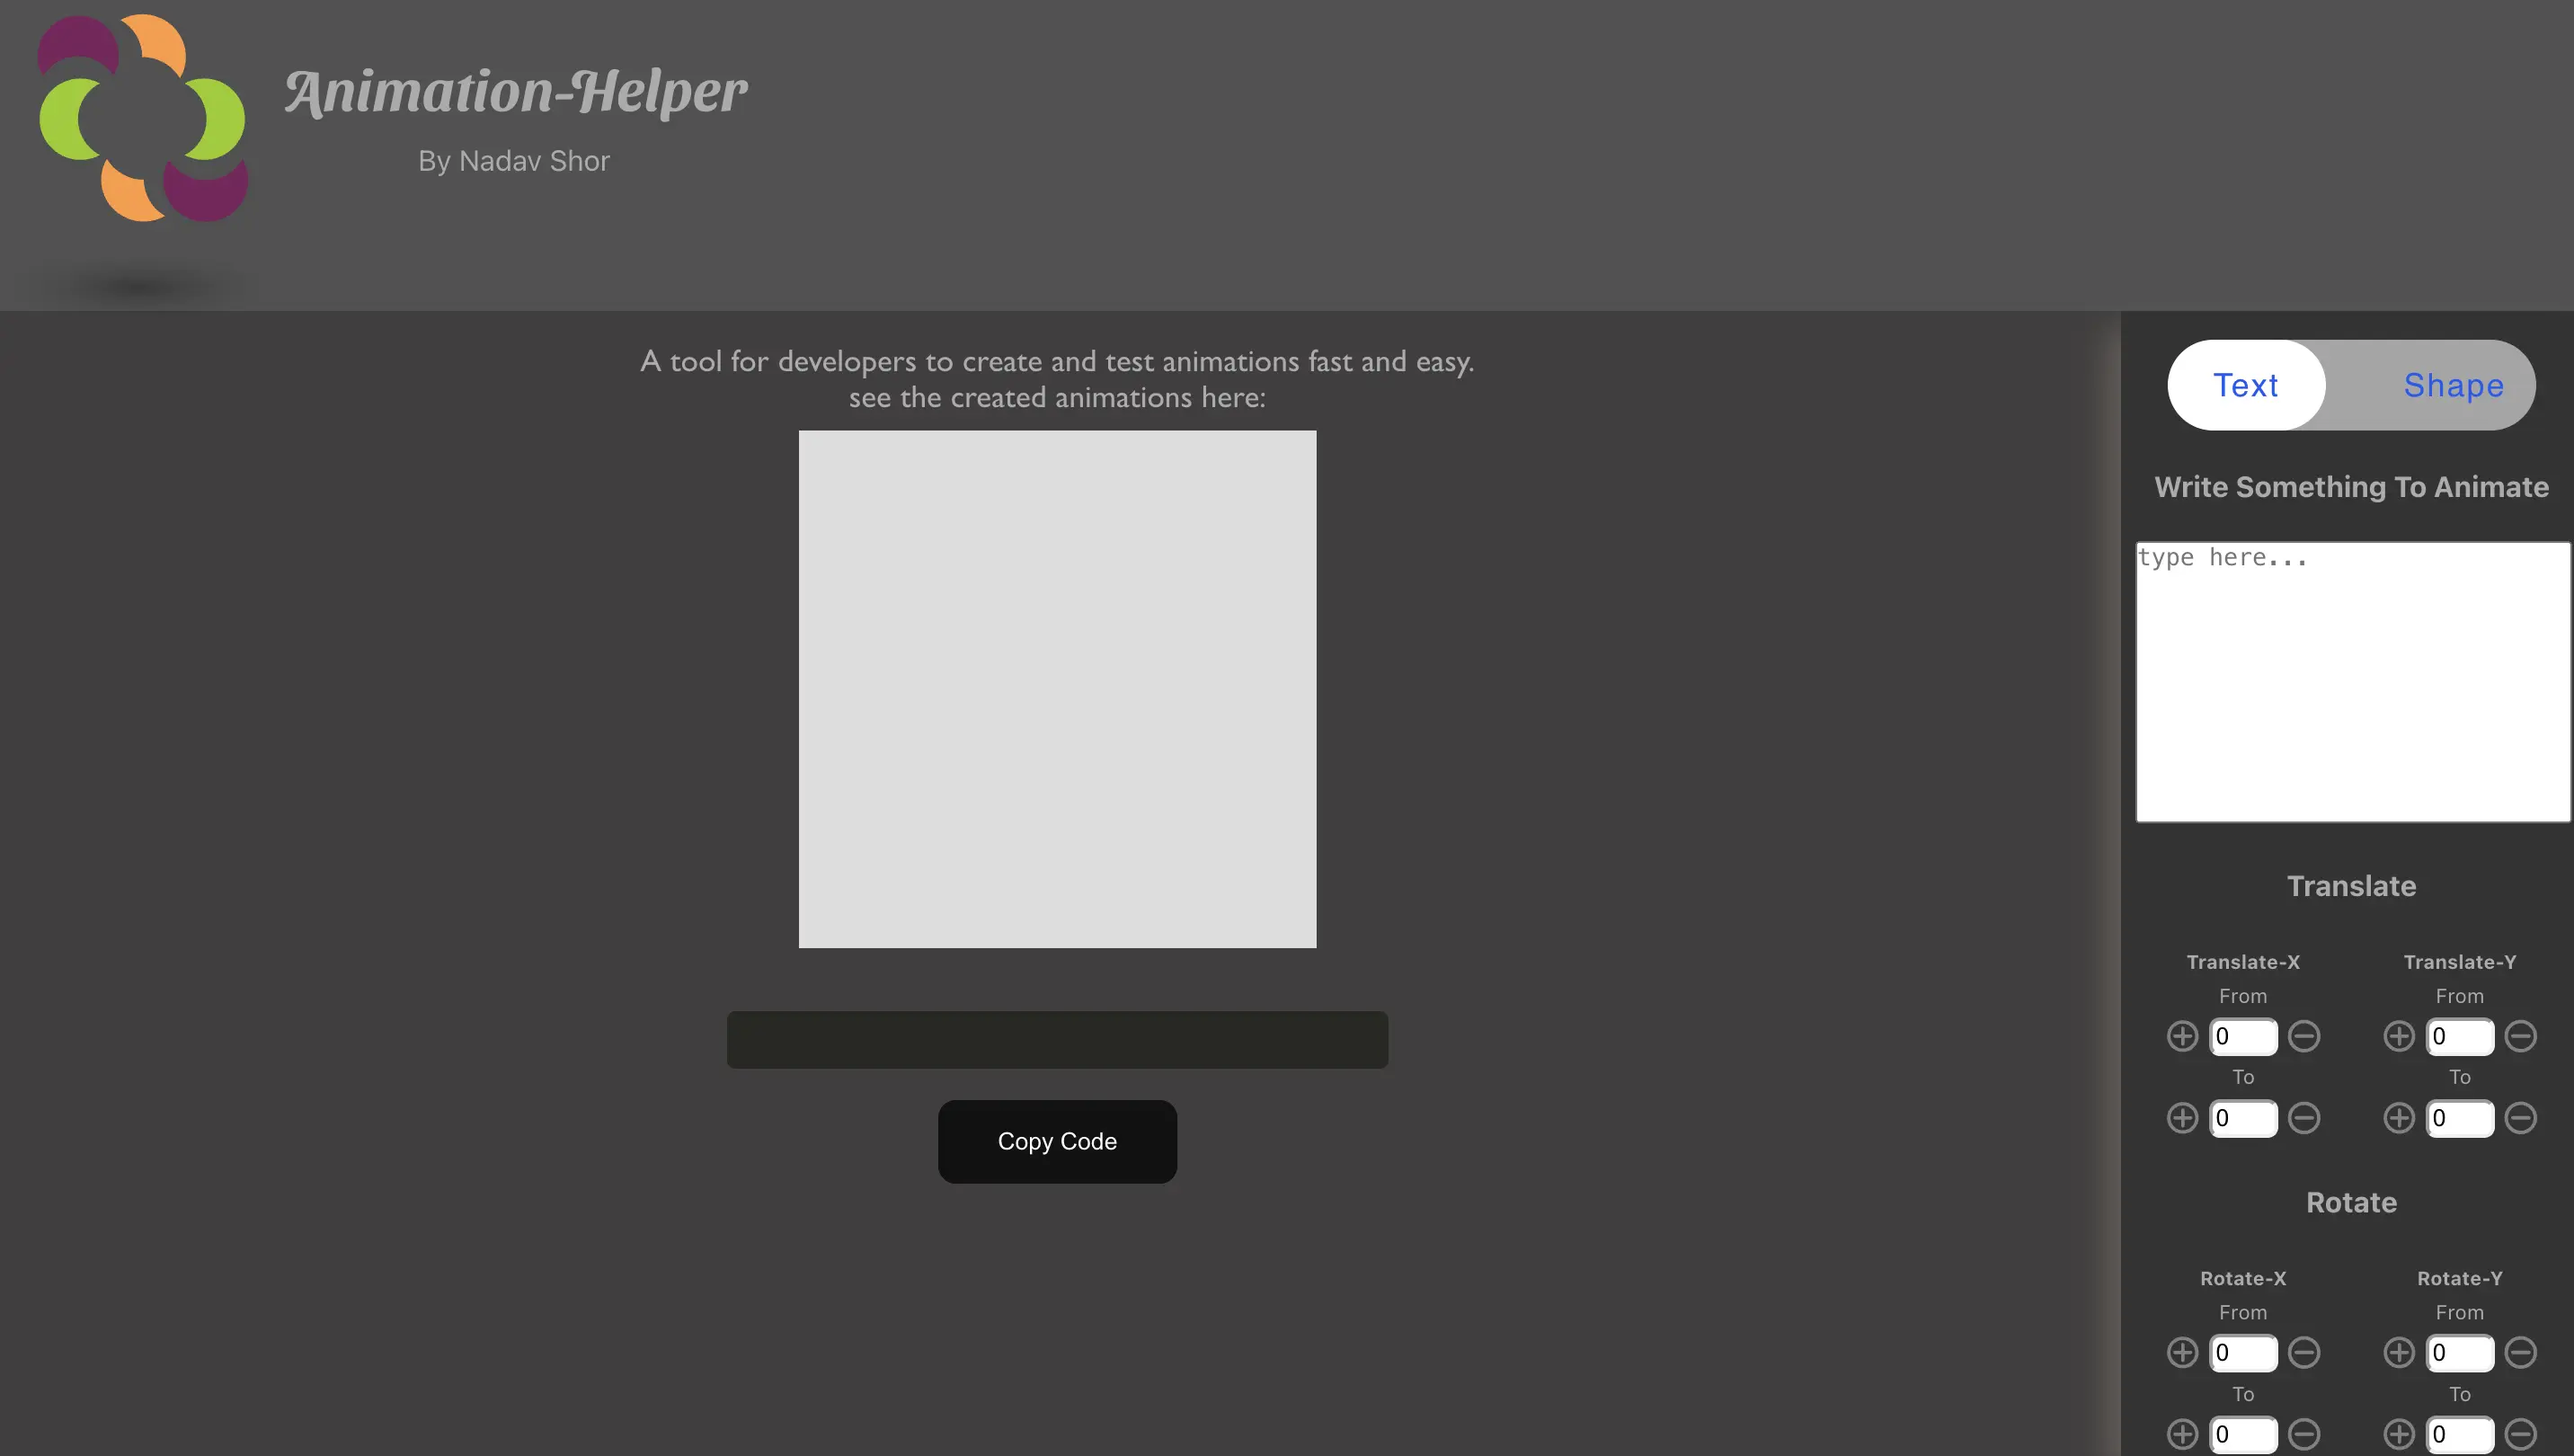 Animation-Helper
By Nadav Shor
A tool for developers to create and test animations fast and easy.
see the created animations here:
Copy Code
Text Shape
Write Something To Animate
type here...
Translate
Translate-X Translate-Y
From From
0 0
To To
0 0
Rotate
Rotate-X Rotate-Y
From From
0 0
To To
0 0